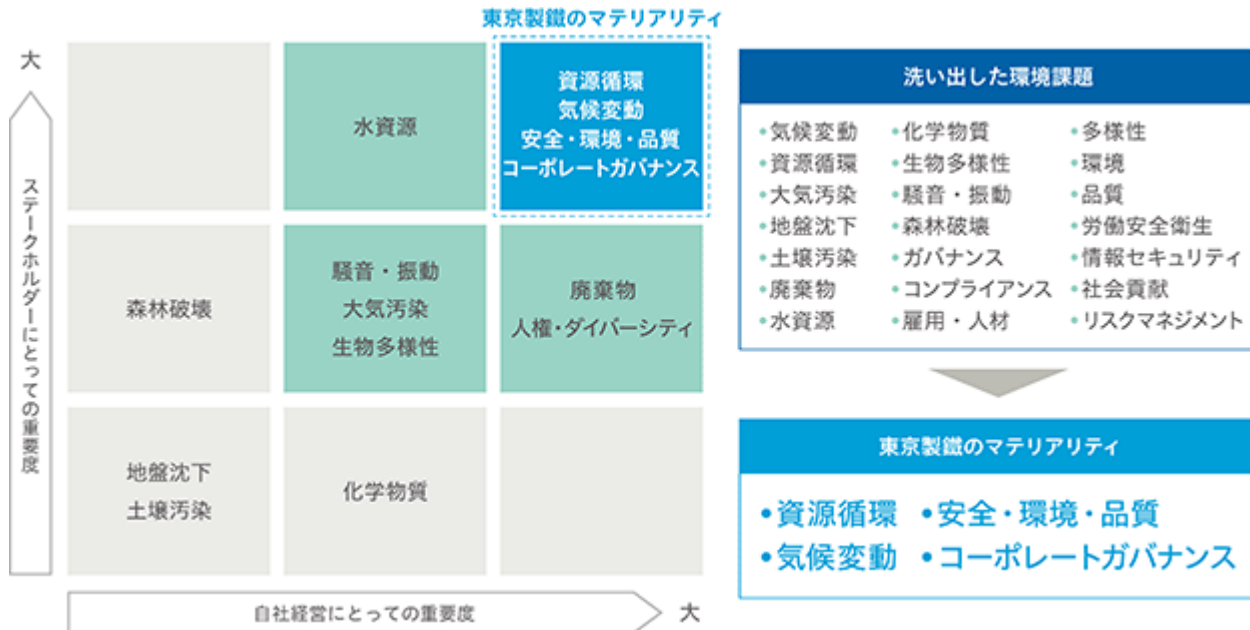 東京製鐵のマテリアリティ
大
ステークホルダーにとっての重要度
水資源
資源循環
気候変動
安全・環境・品質
コーポレートガバナンス
森林破壊
騒音・振動
大気汚染
生物多様性
廃棄物
人権・ダイバーシティ
地盤沈下
土壌汚染
化学物質
自社経営にとっての重要度
大
洗い出した環境課題
•気候変動 •化学物質 •多様性
•資源循環 •生物多様性 •環境
•大気汚染 •騒音・振動 •品質
•地盤沈下 •森林破壊 •労働安全衛生
•土壌汚染 •ガバナンス •情報セキュリティ
•廃棄物 •コンプライアンス •社会貢献
•水資源 •雇用・人材 •リスクマネジメント
東京製鐵のマテリアリティ
•資源循環 •安全・環境・品質
•気候変動 •コーポレートガバナンス